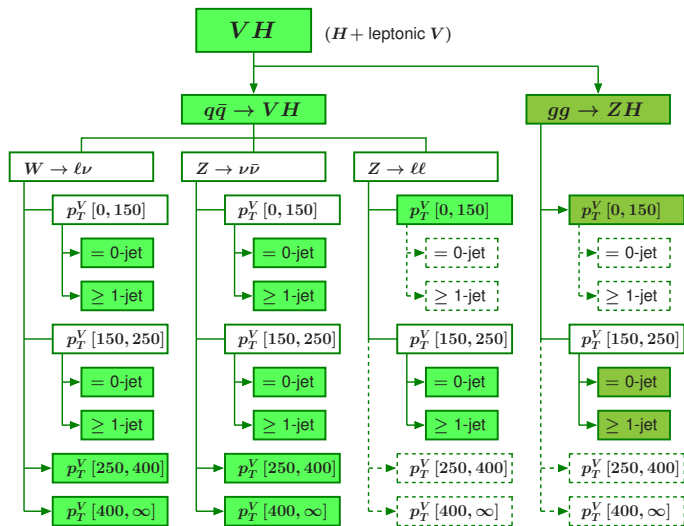 VH (H + leptonic V)
qq̄ → VH
gg → ZH
W → ℓν
Z → νν̄
Z → ℓℓ
p_T^V [0, 150]
p_T^V [0, 150]
p_T^V [0, 150]
p_T^V [0, 150]
= 0-jet
= 0-jet
= 0-jet
= 0-jet
≥ 1-jet
≥ 1-jet
≥ 1-jet
≥ 1-jet
p_T^V [150, 250]
p_T^V [150, 250]
p_T^V [150, 250]
p_T^V [150, 250]
= 0-jet
= 0-jet
= 0-jet
= 0-jet
≥ 1-jet
≥ 1-jet
≥ 1-jet
≥ 1-jet
p_T^V [250, 400]
p_T^V [250, 400]
p_T^V [250, 400]
p_T^V [250, 400]
p_T^V [400, ∞]
p_T^V [400, ∞]
p_T^V [400, ∞]
p_T^V [400, ∞]